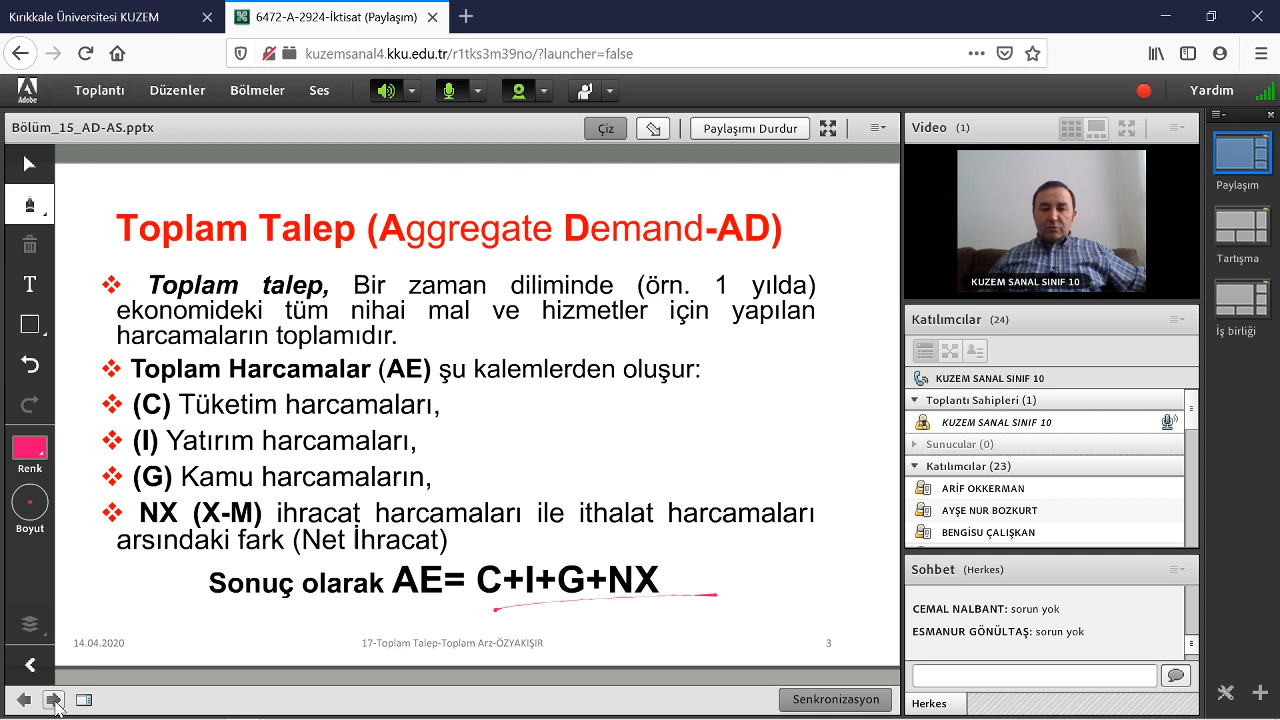 Kırıkkale Üniversitesi KUZEM
6472-A-2924-İktisat (Paylaşım)
kuzemsanal4.kku.edu.tr/r1tks3m39no/?launcher=false
Adobe
Toplantı
Düzenler
Bölmeler
Ses
Yardım
Bölüm_15_AD-AS.pptx
Çiz
Paylaşımı Durdur
Toplam Talep (Aggregate Demand-AD)
Toplam talep, Bir zaman diliminde (örn. 1 yılda)
ekonomideki tüm nihai mal ve hizmetler için yapılan
harcamaların toplamıdır.
Toplam Harcamalar (AE) şu kalemlerden oluşur:
(C) Tüketim harcamaları,
(I) Yatırım harcamaları,
(G) Kamu harcamaların,
NX (X-M) ihracat harcamaları ile ithalat harcamaları
arsındaki fark (Net İhracat)
Sonuç olarak AE= C+I+G+NX
14.04.2020
17-Toplam Talep-Toplam Arz-ÖZYAKIŞIR
3
T
Renk
Boyut
Senkronizasyon
Video (1)
KUZEM SANAL SINIF 10
Katılımcılar (24)
KUZEM SANAL SINIF 10
Toplantı Sahipleri (1)
KUZEM SANAL SINIF 10
Sunucular (0)
Katılımcılar (23)
ARİF OKKERMAN
AYŞE NUR BOZKURT
BENGİSU ÇALIŞKAN
Sohbet (Herkes)
CEMAL NALBANT: sorun yok
ESMANUR GÖNÜLTAŞ: sorun yok
Herkes
Paylaşım
Tartışma
İş birliği